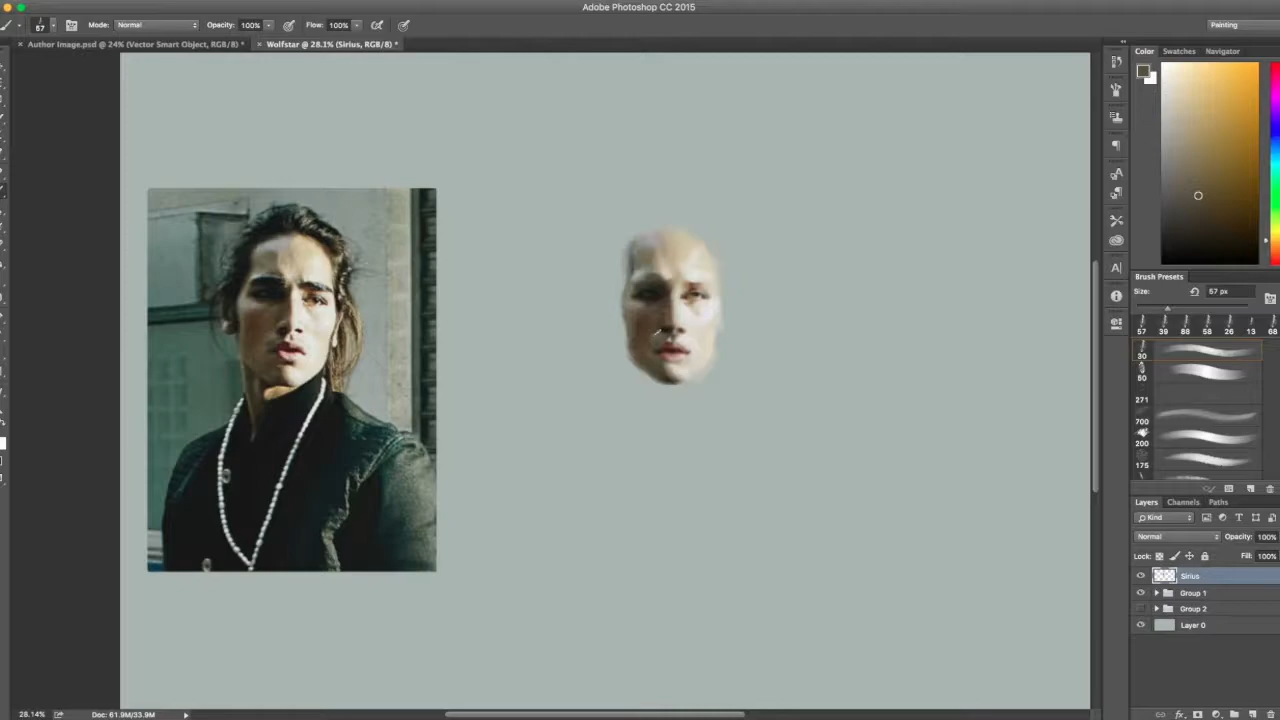 Adobe Photoshop CC 2015
57
Mode: Normal
Opacity: 100%
Flow: 100%
Painting
× Author Image.psd @ 24% (Vector Smart Object, RGB/8) *
× Wolfstar @ 28.1% (Sirius, RGB/8) *
Color Swatches Navigator
Brush Presets
Size: 57 px
57 39 86 58 26 13 68
30
50
271
700
200
175
Layers Channels Paths
Kind
Normal Opacity: 100%
Lock: Fill: 100%
Sirius
Group 1
Group 2
Layer 0
28.14% Doc: 61.9M/33.9M